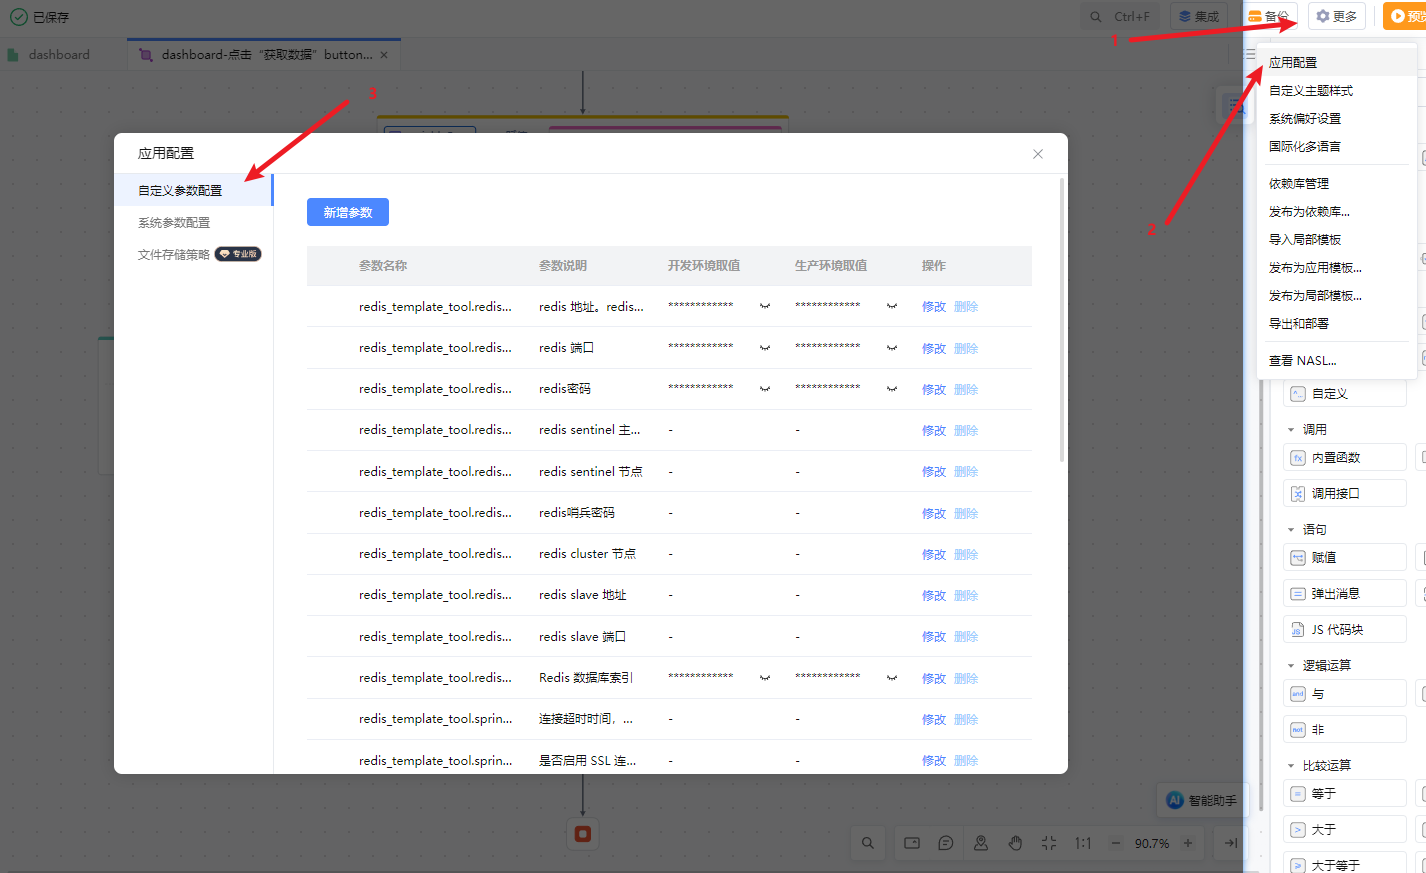 已保存
Ctrl+F
集成
备份
更多
预览
1
dashboard
dashboard-点击“获取数据”button...
应用配置
自定义主题样式
系统偏好设置
国际化多语言
依赖库管理
发布为依赖库...
导入局部模板
发布为应用模板...
发布为局部模板...
导出和部署
查看 NASL...
3
2
应用配置
自定义参数配置
系统参数配置
文件存储策略 专业版
新增参数
参数名称 参数说明 开发环境取值 生产环境取值 操作
redis_template_tool.redis... redis 地址。redis... ************ ************ 修改 删除
redis_template_tool.redis... redis 端口 ************ ************ 修改 删除
redis_template_tool.redis... redis密码 ************ ************ 修改 删除
redis_template_tool.redis... redis sentinel 主... - - 修改 删除
redis_template_tool.redis... redis sentinel 节点 - - 修改 删除
redis_template_tool.redis... redis哨兵密码 - - 修改 删除
redis_template_tool.redis... redis cluster 节点 - - 修改 删除
redis_template_tool.redis... redis slave 地址 - - 修改 删除
redis_template_tool.redis... redis slave 端口 - - 修改 删除
redis_template_tool.redis... Redis 数据库索引 ************ ************ 修改 删除
redis_template_tool.sprin... 连接超时时间，... - - 修改 删除
redis_template_tool.sprin... 是否启用 SSL 连... - - 修改 删除
自定义
调用
fx 内置函数
调用接口
语句
赋值
弹出消息
JS JS 代码块
逻辑运算
and 与
not 非
比较运算
= 等于
> 大于
≥ 大于等于
AI 智能助手
1:1
90.7%